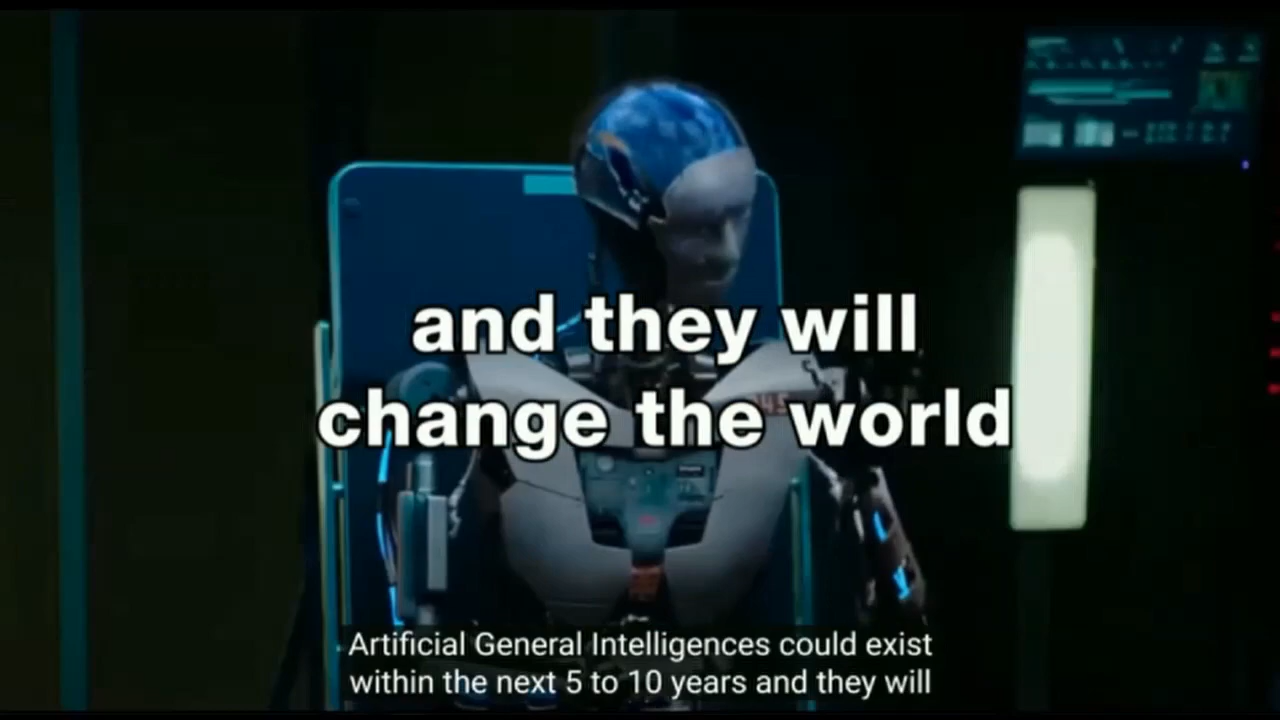 and they will
change the world
Artificial General Intelligences could exist
within the next 5 to 10 years and they will